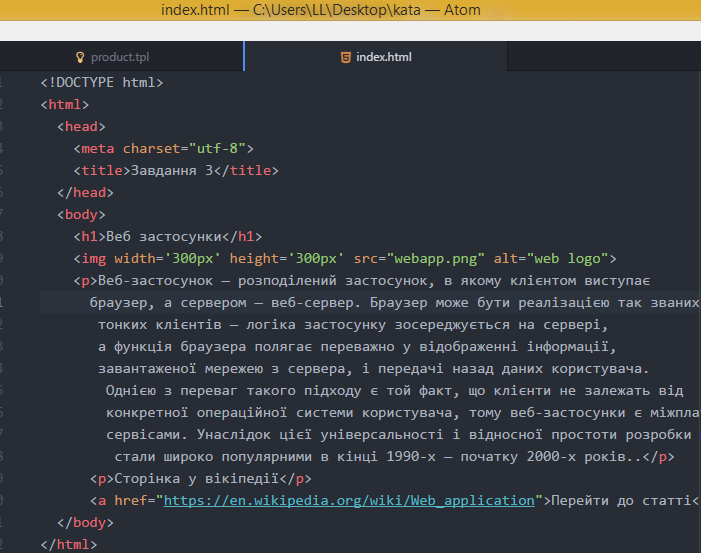 index.html — C:\Users\LL\Desktop\kata — Atom
product.tpl
index.html
<!DOCTYPE html>
<html>
<head>
<meta charset="utf-8">
<title>Завдання 3</title>
</head>
<body>
<h1>Веб застосунки</h1>
<img width='300px' height='300px' src="webapp.png" alt="web logo">
<p>Веб-застосунок — розподілений застосунок, в якому клієнтом виступає
браузер, а сервером — веб-сервер. Браузер може бути реалізацією так званих
тонких клієнтів — логіка застосунку зосереджується на сервері,
а функція браузера полягає переважно у відображенні інформації,
завантаженої мережею з сервера, і передачі назад даних користувача.
Однією з переваг такого підходу є той факт, що клієнти не залежать від
конкретної операційної системи користувача, тому веб-застосунки є міжпла
сервісами. Унаслідок цієї універсальності і відносної простоти розробки
стали широко популярними в кінці 1990-х — початку 2000-х років..</p>
<p>Сторінка у вікіпедії</p>
<a href="https://en.wikipedia.org/wiki/Web_application">Перейти до статті<
</body>
</html>